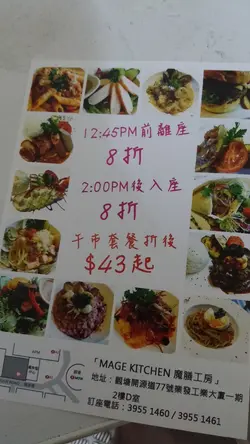 12:45PM前離座
8折
2:00PM後入座
8折
午市套餐折後
$43起
「MAGE KITCHEN 魔膳工房」
地址：觀塘開源道77號業發工業大廈一期
2樓D室
訂座電話：3955 1460 / 3955 1461